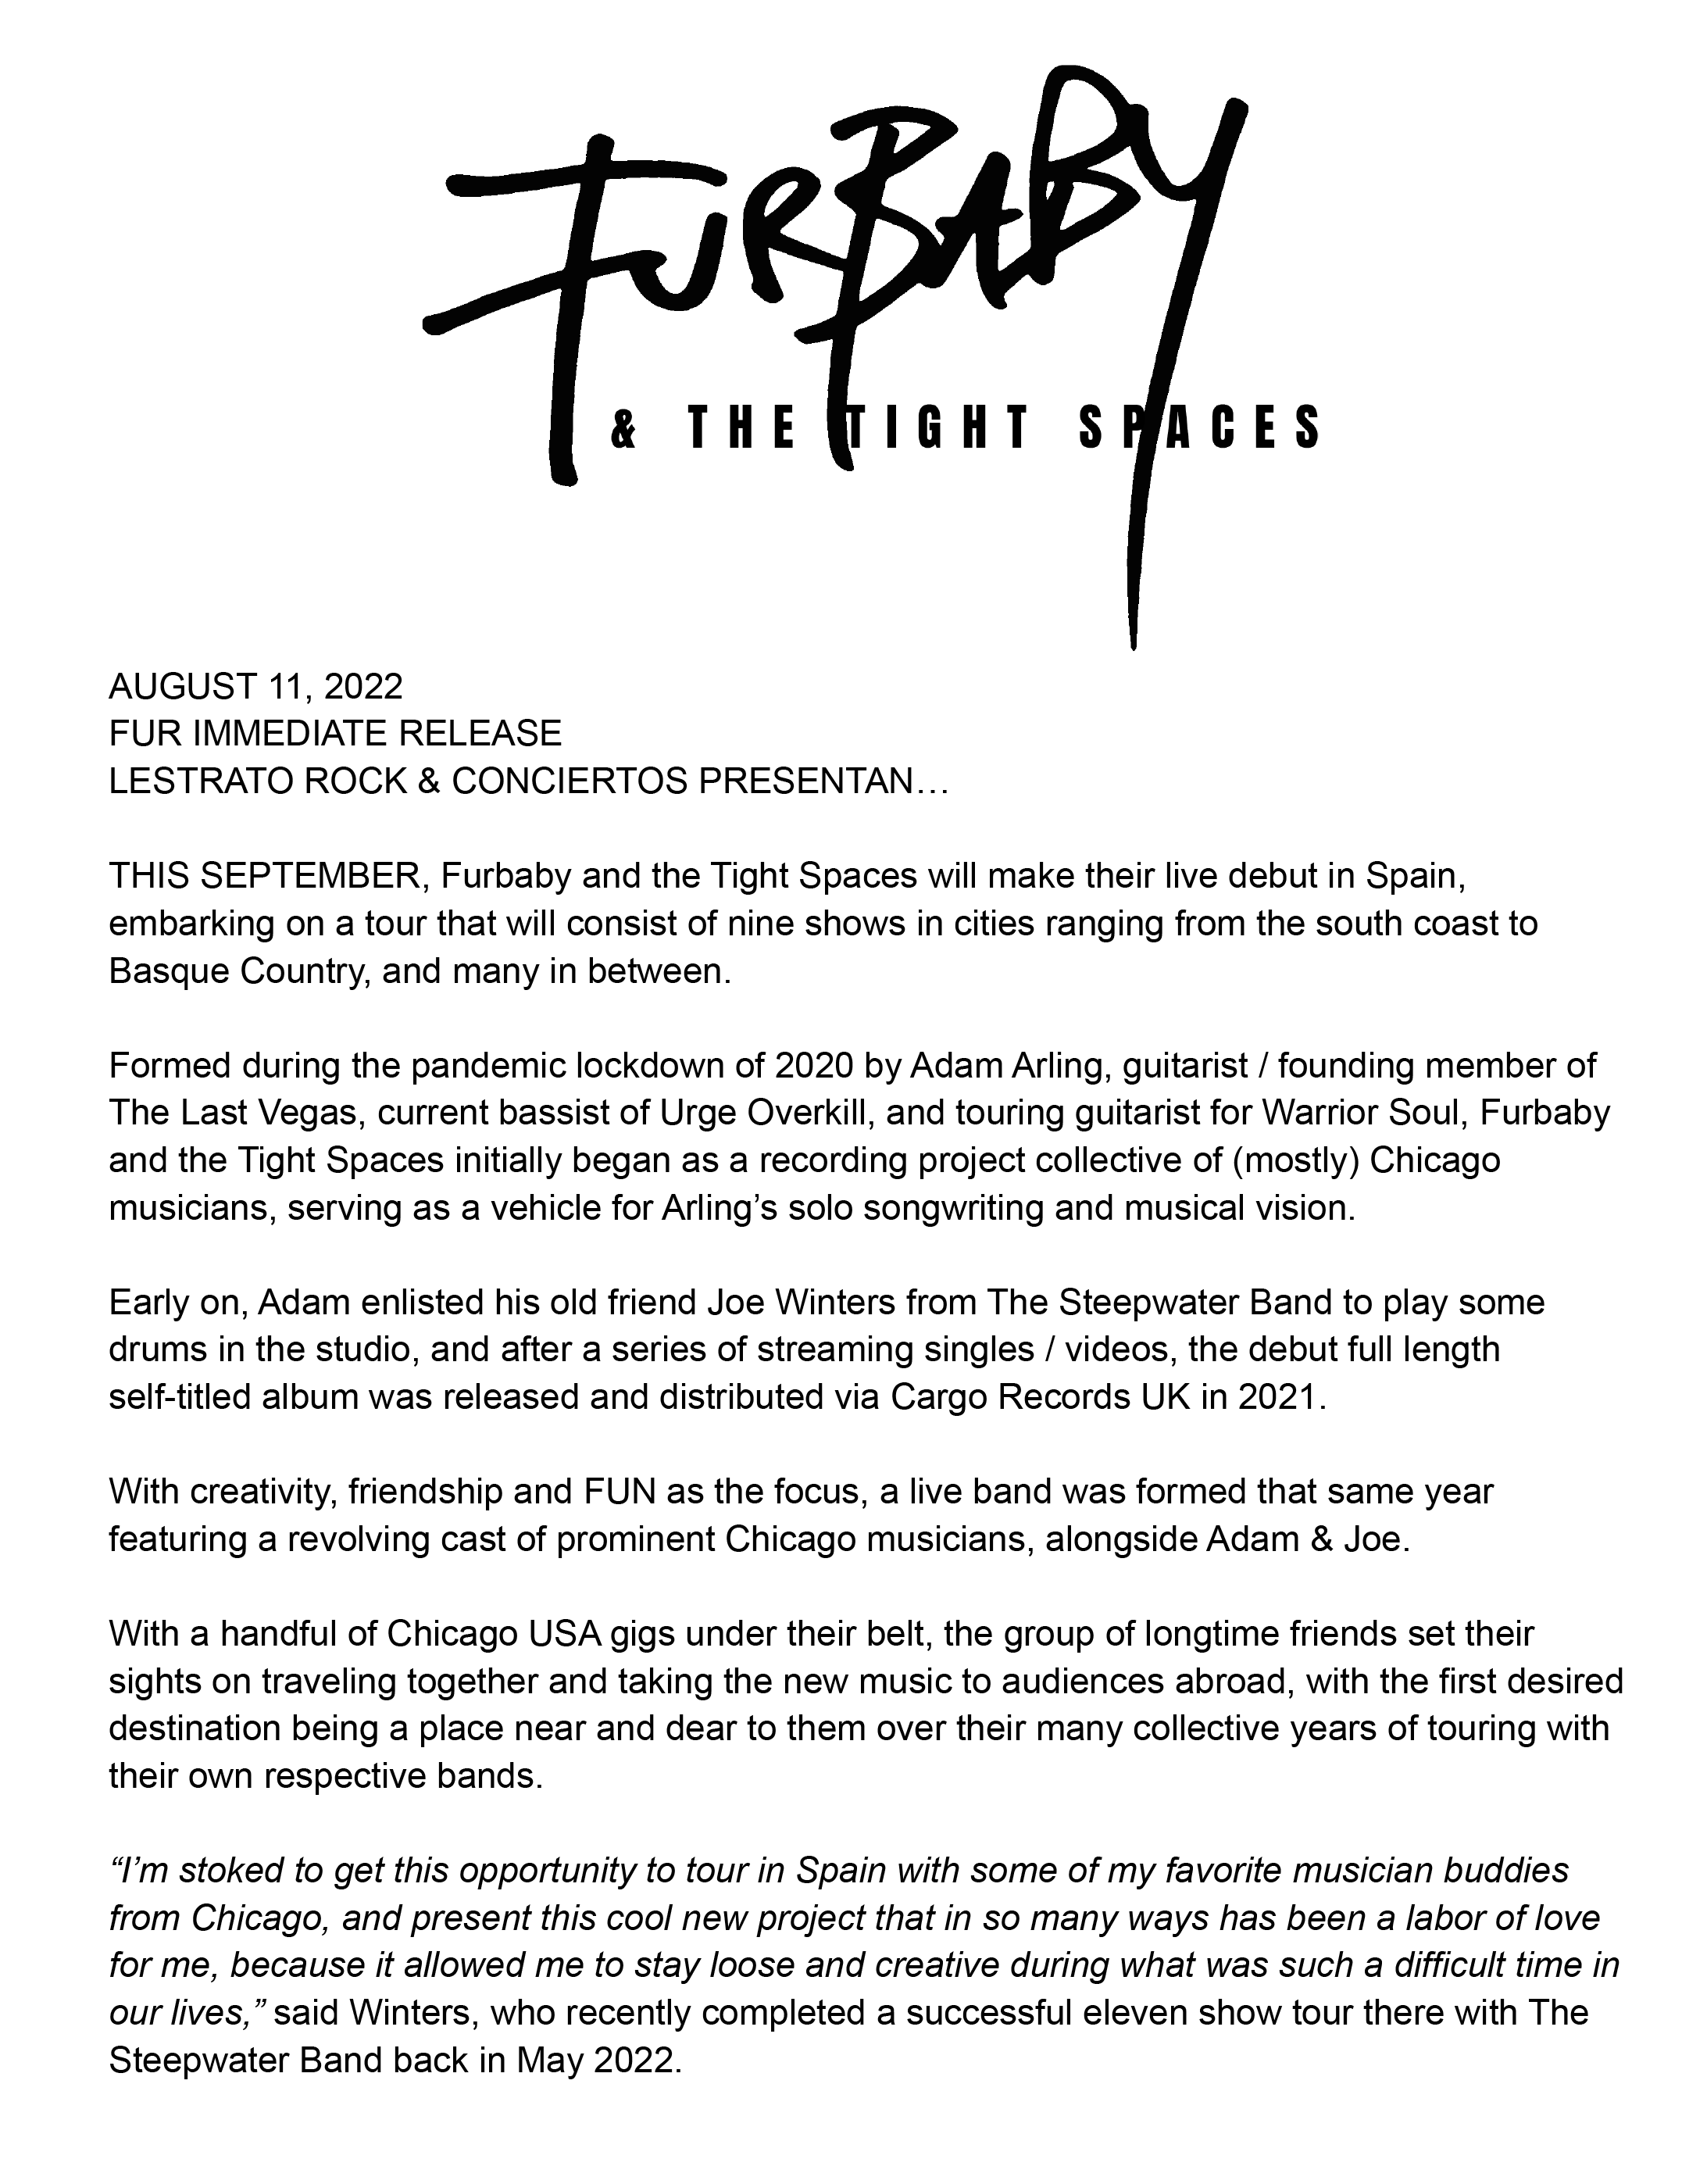 FURBABY
& THE TIGHT SPACES
AUGUST 11, 2022
FUR IMMEDIATE RELEASE
LESTRATO ROCK & CONCIERTOS PRESENTAN…
THIS SEPTEMBER, Furbaby and the Tight Spaces will make their live debut in Spain,
embarking on a tour that will consist of nine shows in cities ranging from the south coast to
Basque Country, and many in between.
Formed during the pandemic lockdown of 2020 by Adam Arling, guitarist / founding member of
The Last Vegas, current bassist of Urge Overkill, and touring guitarist for Warrior Soul, Furbaby
and the Tight Spaces initially began as a recording project collective of (mostly) Chicago
musicians, serving as a vehicle for Arling’s solo songwriting and musical vision.
Early on, Adam enlisted his old friend Joe Winters from The Steepwater Band to play some
drums in the studio, and after a series of streaming singles / videos, the debut full length
self-titled album was released and distributed via Cargo Records UK in 2021.
With creativity, friendship and FUN as the focus, a live band was formed that same year
featuring a revolving cast of prominent Chicago musicians, alongside Adam & Joe.
With a handful of Chicago USA gigs under their belt, the group of longtime friends set their
sights on traveling together and taking the new music to audiences abroad, with the first desired
destination being a place near and dear to them over their many collective years of touring with
their own respective bands.
“I’m stoked to get this opportunity to tour in Spain with some of my favorite musician buddies
from Chicago, and present this cool new project that in so many ways has been a labor of love
for me, because it allowed me to stay loose and creative during what was such a difficult time in
our lives,” said Winters, who recently completed a successful eleven show tour there with The
Steepwater Band back in May 2022.